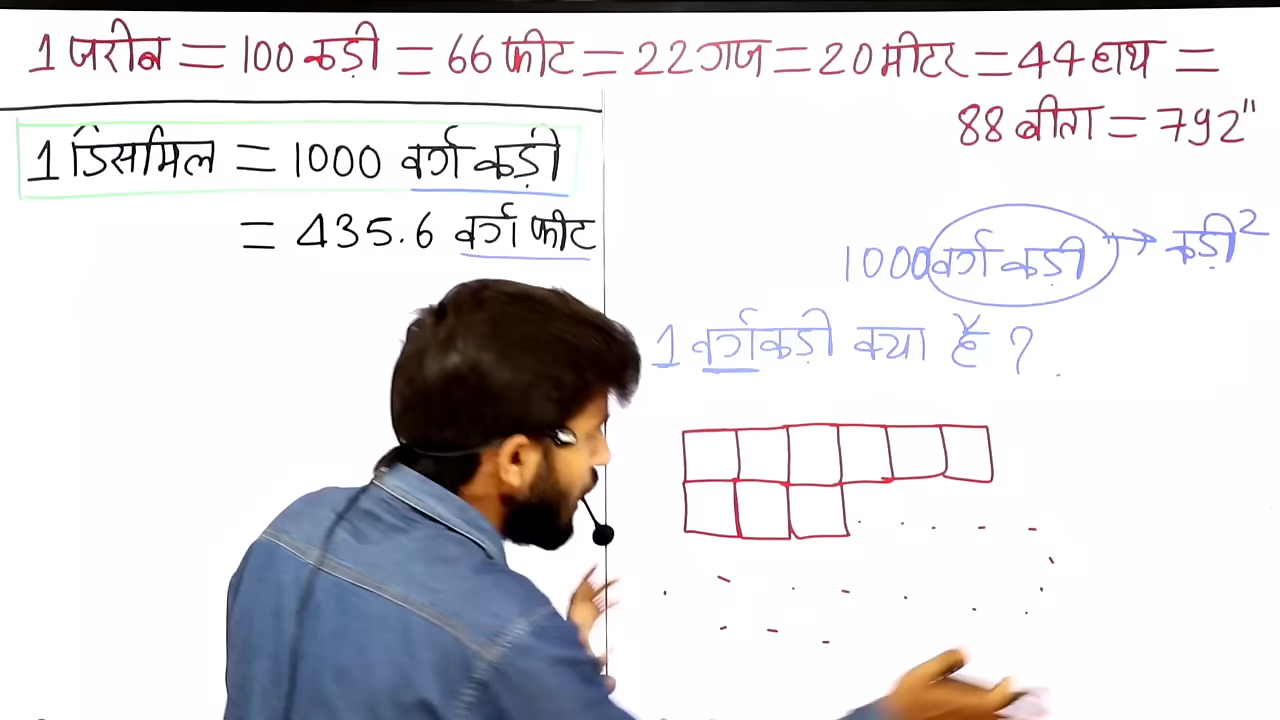 1 जरीब = 100 कड़ी = 66 फीट = 22 गज = 20 मीटर = 44 हाथ =
88 बीता = 792"
1 डिसमिल = 1000 वर्ग कड़ी
= 435.6 वर्ग फीट
1000 वर्ग कड़ी → कड़ी²
1 वर्गकड़ी क्या है ?